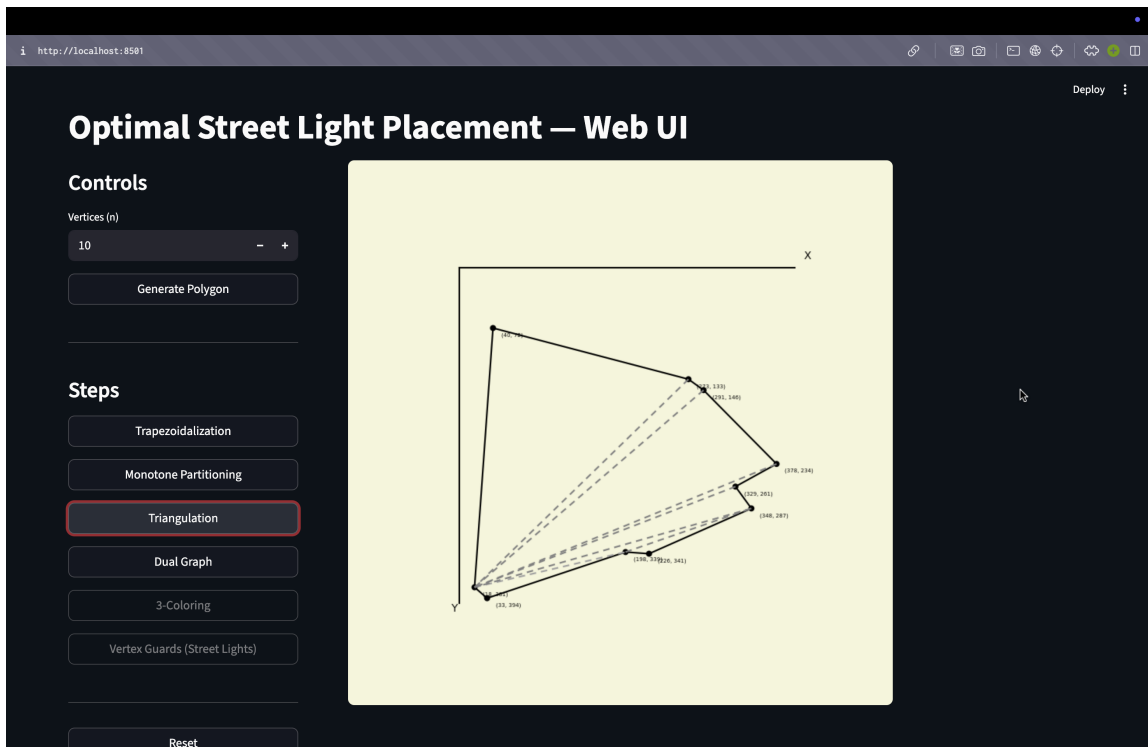 http://localhost:8501
Deploy
Optimal Street Light Placement — Web UI
Controls
Vertices (n)
10
Generate Polygon
Steps
Trapezoidalization
Monotone Partitioning
Triangulation
Dual Graph
3-Coloring
Vertex Guards (Street Lights)
Reset
X
(273, 133)
(291, 146)
(378, 234)
(329, 261)
(348, 287)
(226, 341)
Y
(33, 394)